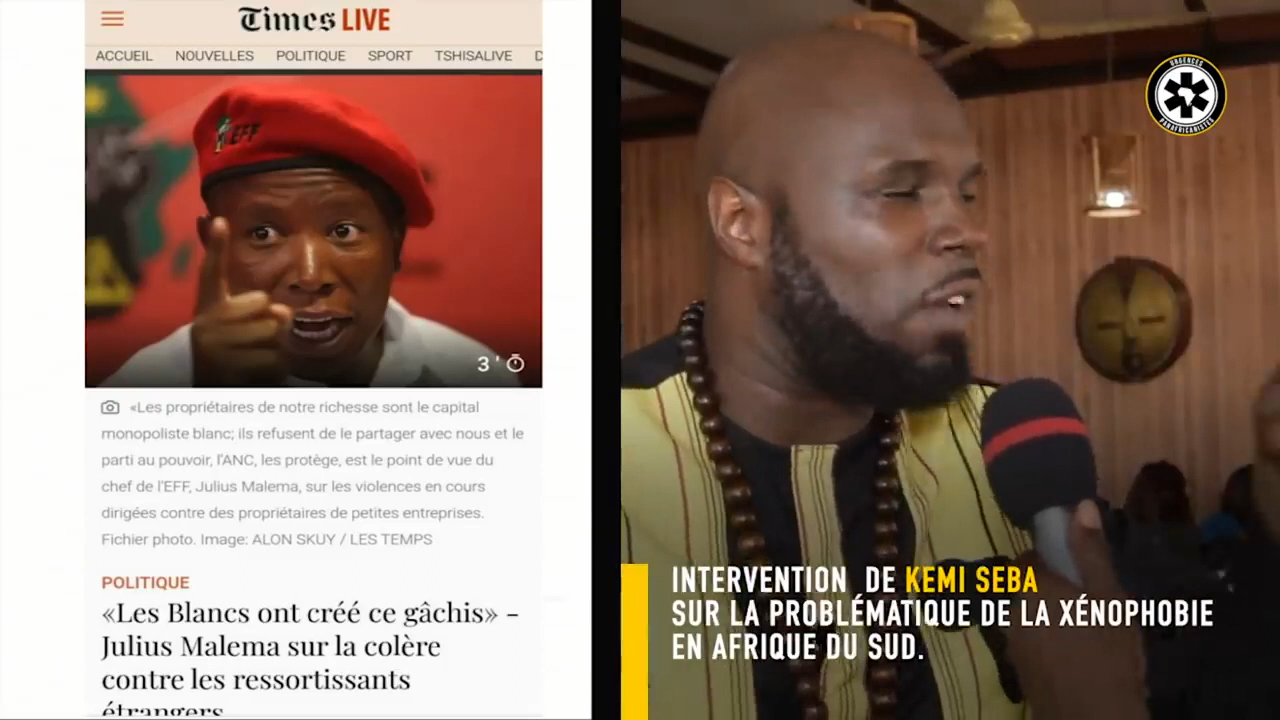 Times LIVE
ACCUEIL NOUVELLES POLITIQUE SPORT TSHISALIVE D
EFF
3 '
«Les propriétaires de notre richesse sont le capital
monopoliste blanc; ils refusent de le partager avec nous et le
parti au pouvoir, l'ANC, les protège, est le point de vue du
chef de l'EFF, Julius Malema, sur les violences en cours
dirigées contre des propriétaires de petites entreprises.
Fichier photo. Image: ALON SKUY / LES TEMPS
POLITIQUE
«Les Blancs ont créé ce gâchis» –
Julius Malema sur la colère
contre les ressortissants
étrangers
URGENCES
PANAFRICANISTES
INTERVENTION DE KEMI SEBA
SUR LA PROBLÉMATIQUE DE LA XÉNOPHOBIE
EN AFRIQUE DU SUD.